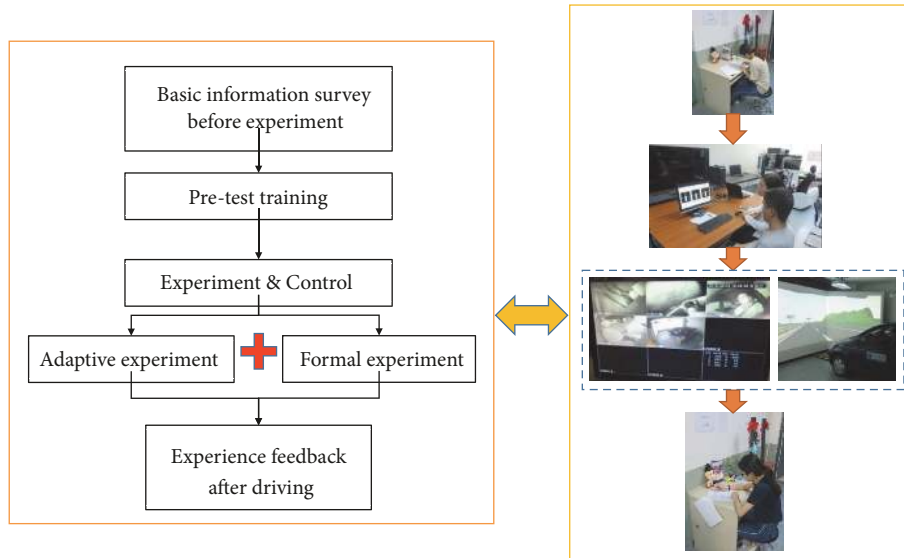 Basic information survey
before experiment
Pre-test training
Experiment & Control
Adaptive experiment
Formal experiment
Experience feedback
after driving